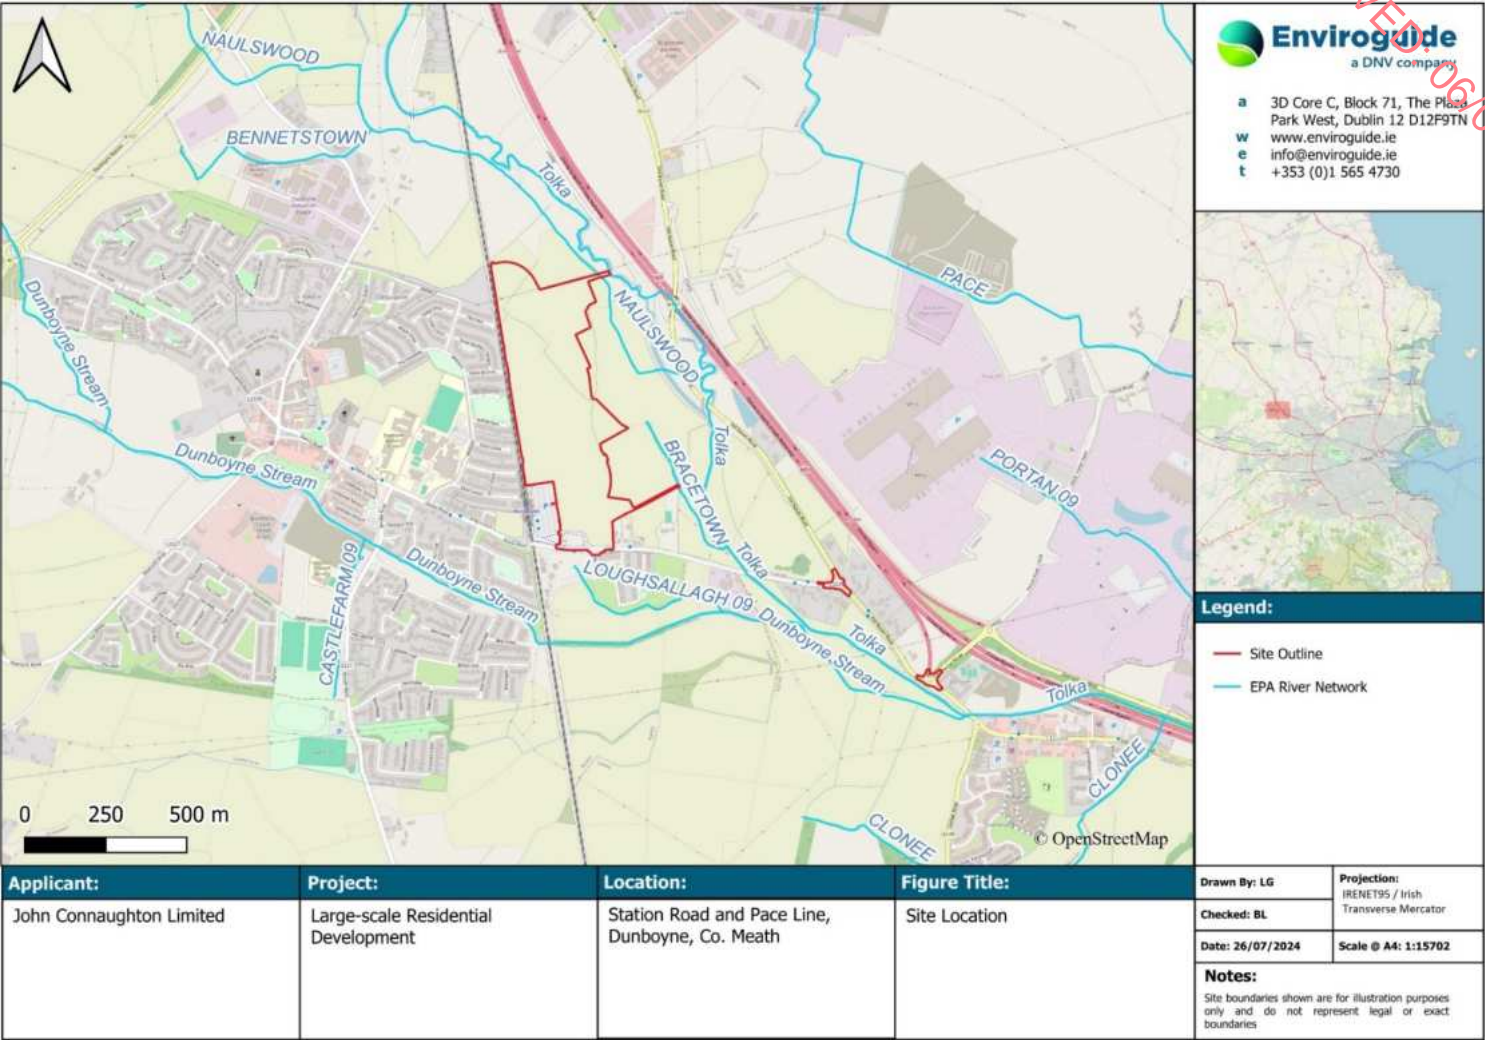 NAULSWOOD
BENNETSTOWN
Tolka
PACE
Dunboyne Stream
NAULSWOOD
Tolka
Dunboyne Stream
BRACETOWN
PORTAN 09
CASTLEFARM 09
Dunboyne Stream
Tolka
LOUGHSALLAGH 09
Dunboyne Stream
Tolka
Tolka
CLONEE
CLONEE
0 250 500 m
© OpenStreetMap
Enviroguide
a DNV company
a 3D Core C, Block 71, The Plaza
Park West, Dublin 12 D12F9TN
w www.enviroguide.ie
e info@enviroguide.ie
t +353 (0)1 565 4730
Legend:
Site Outline
EPA River Network
Applicant:
John Connaughton Limited
Project:
Large-scale Residential
Development
Location:
Station Road and Pace Line,
Dunboyne, Co. Meath
Figure Title:
Site Location
Drawn By: LG
Checked: BL
Projection:
IRENET95 / Irish
Transverse Mercator
Date: 26/07/2024
Scale @ A4: 1:15702
Notes:
Site boundaries shown are for illustration purposes
only and do not represent legal or exact
boundaries